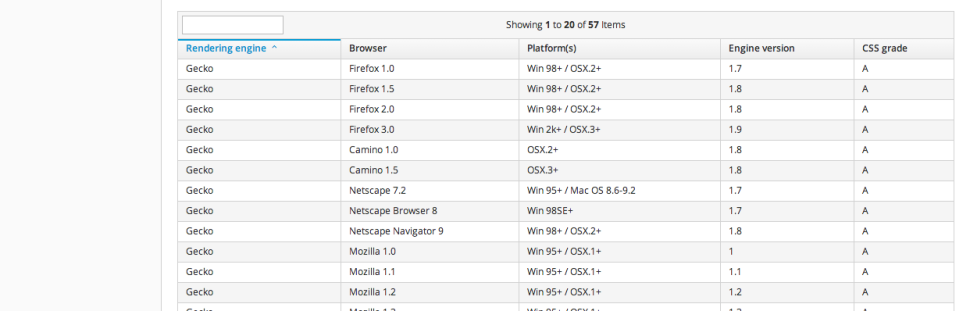 Showing 1 to 20 of 57 Items
Rendering engine ^ Browser Platform(s) Engine version CSS grade
Gecko Firefox 1.0 Win 98+ / OSX.2+ 1.7 A
Gecko Firefox 1.5 Win 98+ / OSX.2+ 1.8 A
Gecko Firefox 2.0 Win 98+ / OSX.2+ 1.8 A
Gecko Firefox 3.0 Win 2k+ / OSX.3+ 1.9 A
Gecko Camino 1.0 OSX.2+ 1.8 A
Gecko Camino 1.5 OSX.3+ 1.8 A
Gecko Netscape 7.2 Win 95+ / Mac OS 8.6-9.2 1.7 A
Gecko Netscape Browser 8 Win 98SE+ 1.7 A
Gecko Netscape Navigator 9 Win 98+ / OSX.2+ 1.8 A
Gecko Mozilla 1.0 Win 95+ / OSX.1+ 1 A
Gecko Mozilla 1.1 Win 95+ / OSX.1+ 1.1 A
Gecko Mozilla 1.2 Win 95+ / OSX.1+ 1.2 A